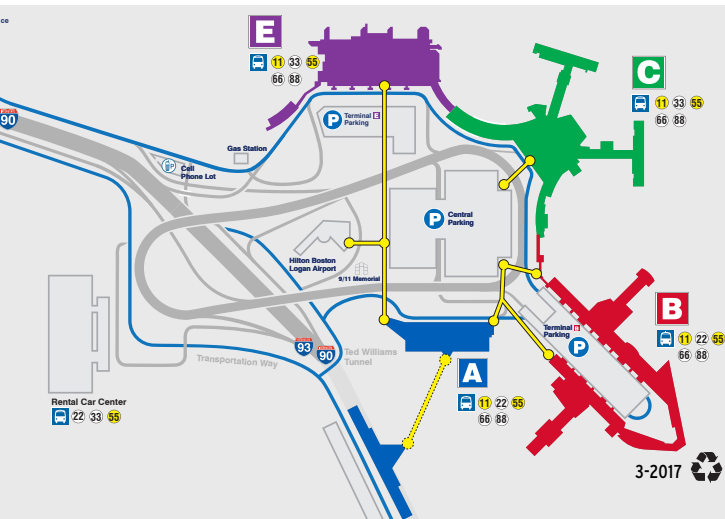 ce
E
11 33 55
66 88
C
11 33 55
66 88
90
P
Terminal E
Parking
Gas Station
P
Cell
Phone Lot
P
Central
Parking
Hilton Boston
Logan Airport
9/11 Memorial
B
11 22 55
66 88
Terminal B
Parking
P
93
90
Ted Williams
Tunnel
Transportation Way
A
11 22 55
66 88
Rental Car Center
22 33 55
3-2017